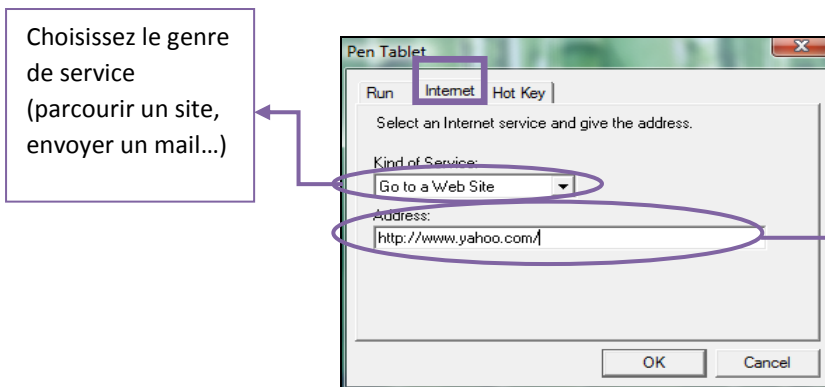 Choisissez le genre
de service
(parcourir un site,
envoyer un mail…)
Pen Tablet
Run Internet Hot Key
Select an Internet service and give the address.
Kind of Service:
Go to a Web Site
Address:
http://www.yahoo.com/
OK Cancel